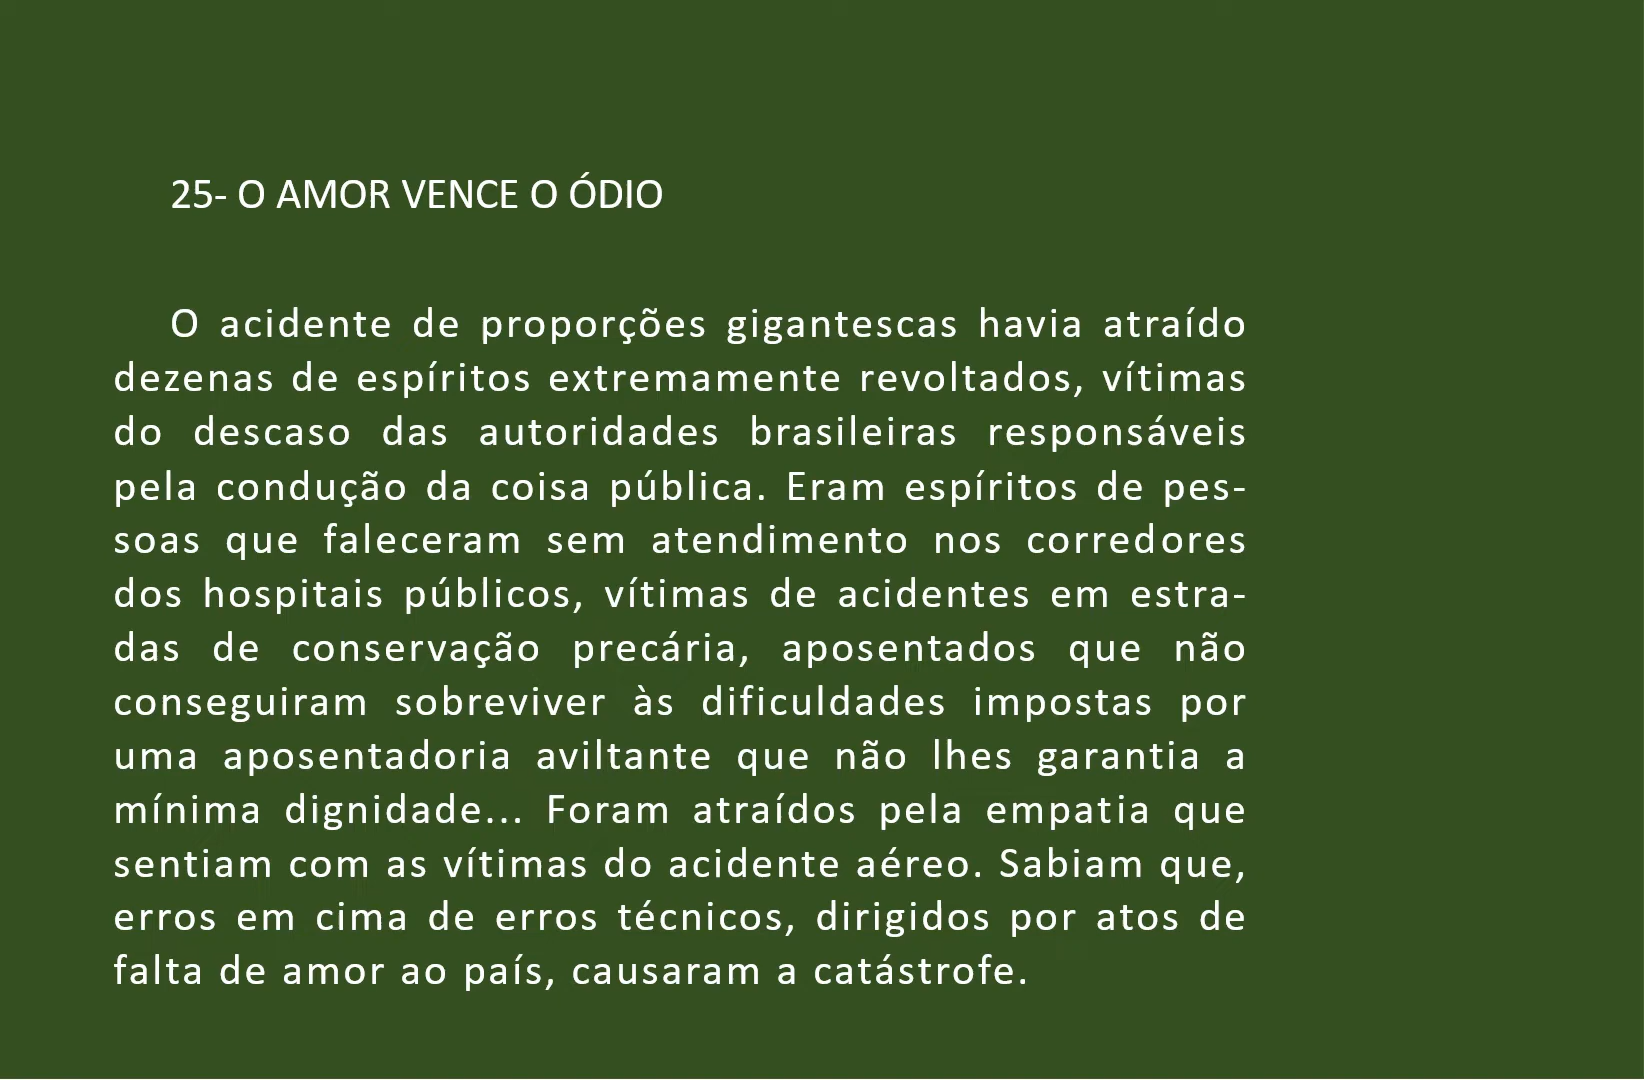 25- O AMOR VENCE O ÓDIO
O acidente de proporções gigantescas havia atraído
dezenas de espíritos extremamente revoltados, vítimas
do descaso das autoridades brasileiras responsáveis
pela condução da coisa pública. Eram espíritos de pes-
soas que faleceram sem atendimento nos corredores
dos hospitais públicos, vítimas de acidentes em estra-
das de conservação precária, aposentados que não
conseguiram sobreviver às dificuldades impostas por
uma aposentadoria aviltante que não lhes garantia a
mínima dignidade... Foram atraídos pela empatia que
sentiam com as vítimas do acidente aéreo. Sabiam que,
erros em cima de erros técnicos, dirigidos por atos de
falta de amor ao país, causaram a catástrofe.